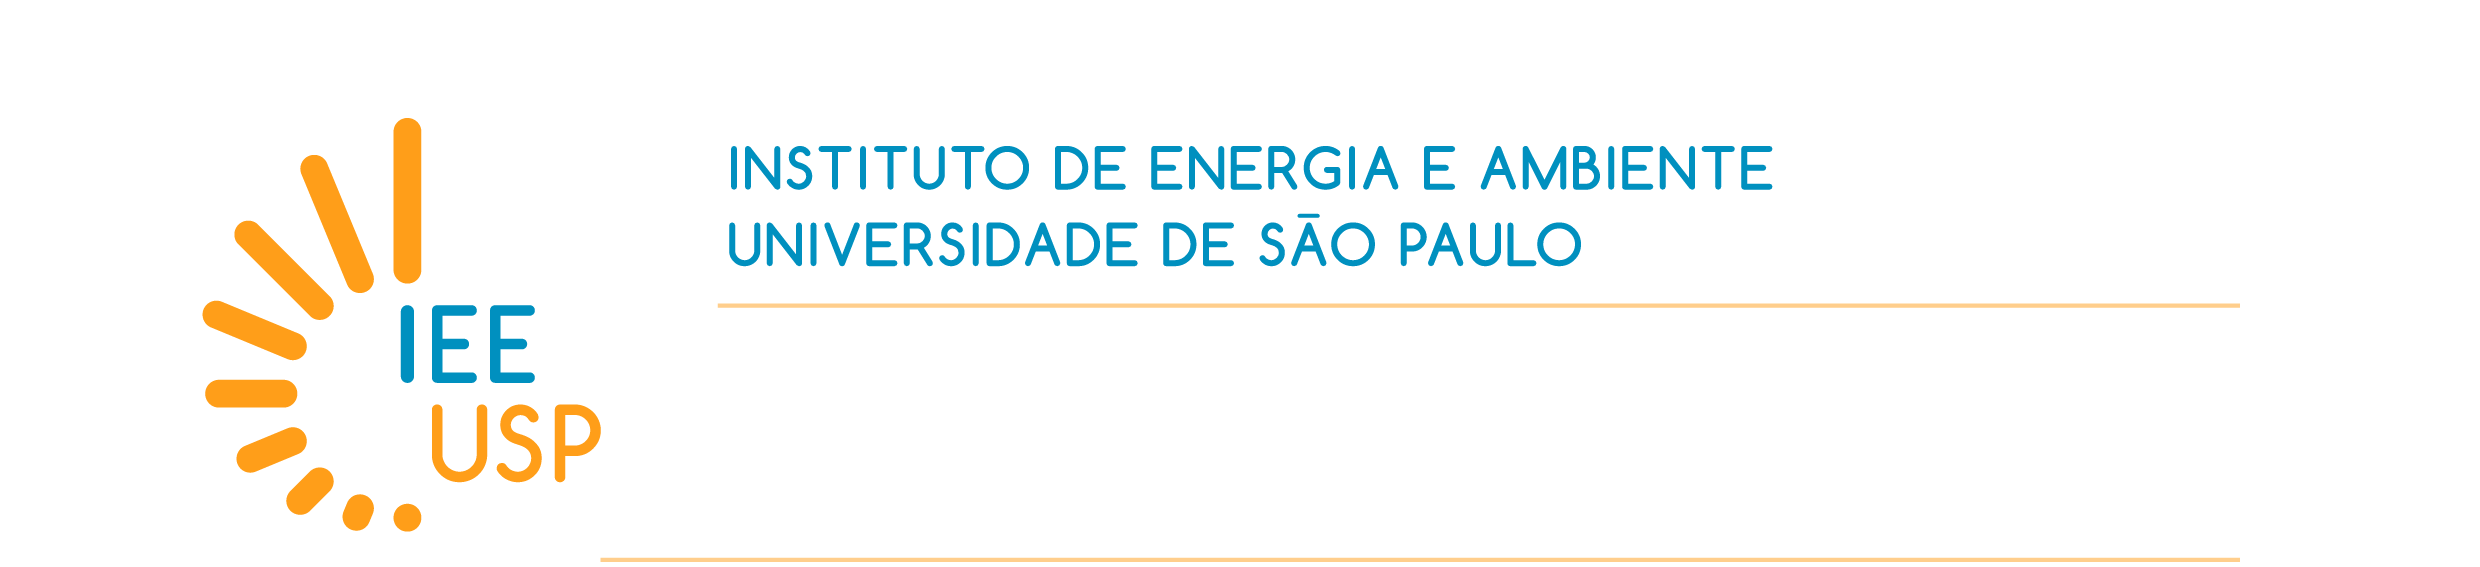 INSTITUTO DE ENERGIA E AMBIENTE
UNIVERSIDADE DE SÃO PAULO
IEE
USP